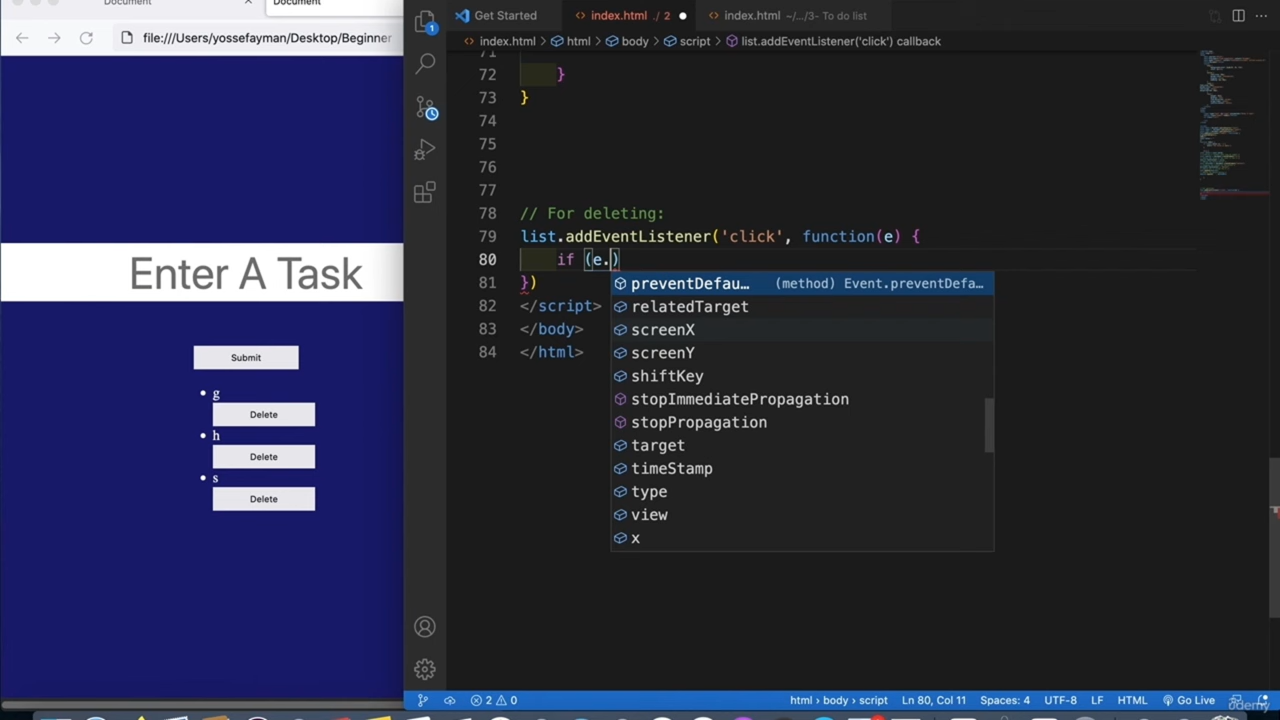 Document
Document
file:///Users/yossefayman/Desktop/Beginner
Enter A Task
Submit
g
Delete
h
Delete
s
Delete
1
Get Started
index.html ./ 2
index.html ~/.../3- To do list
index.html > html > body > script > list.addEventListener('click') callback
71
72 }
73 }
74
75
76
77
78 // For deleting:
79 list.addEventListener('click', function(e) {
80 if (e.)
81 })
82 </script>
83 </body>
84 </html>
preventDefau... (method) Event.preventDefa...
relatedTarget
screenX
screenY
shiftKey
stopImmediatePropagation
stopPropagation
target
timeStamp
type
view
x
2 0
html > body > script
Ln 80, Col 11
Spaces: 4
UTF-8
LF
HTML
Go Live
udemy